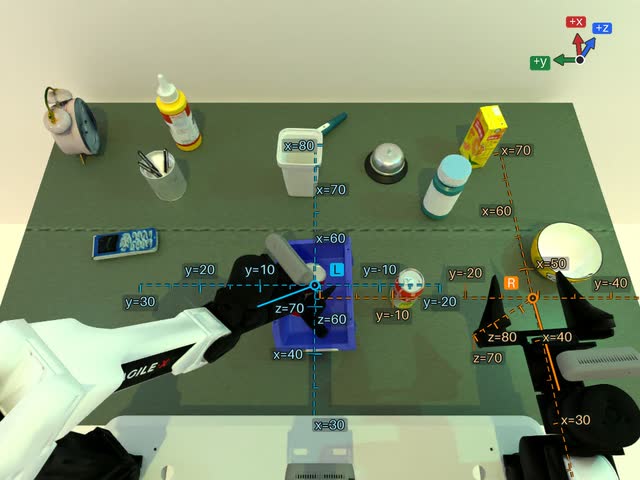 +x
+z
+y
x=80
x=70
x=70
x=60
x=60
y=20
y=10
L
y=-10
y=-20
x=50
R
y=30
y=-20
y=-40
z=70
z=60
y=-10
z=80
x=40
x=40
z=70
x=30
x=30